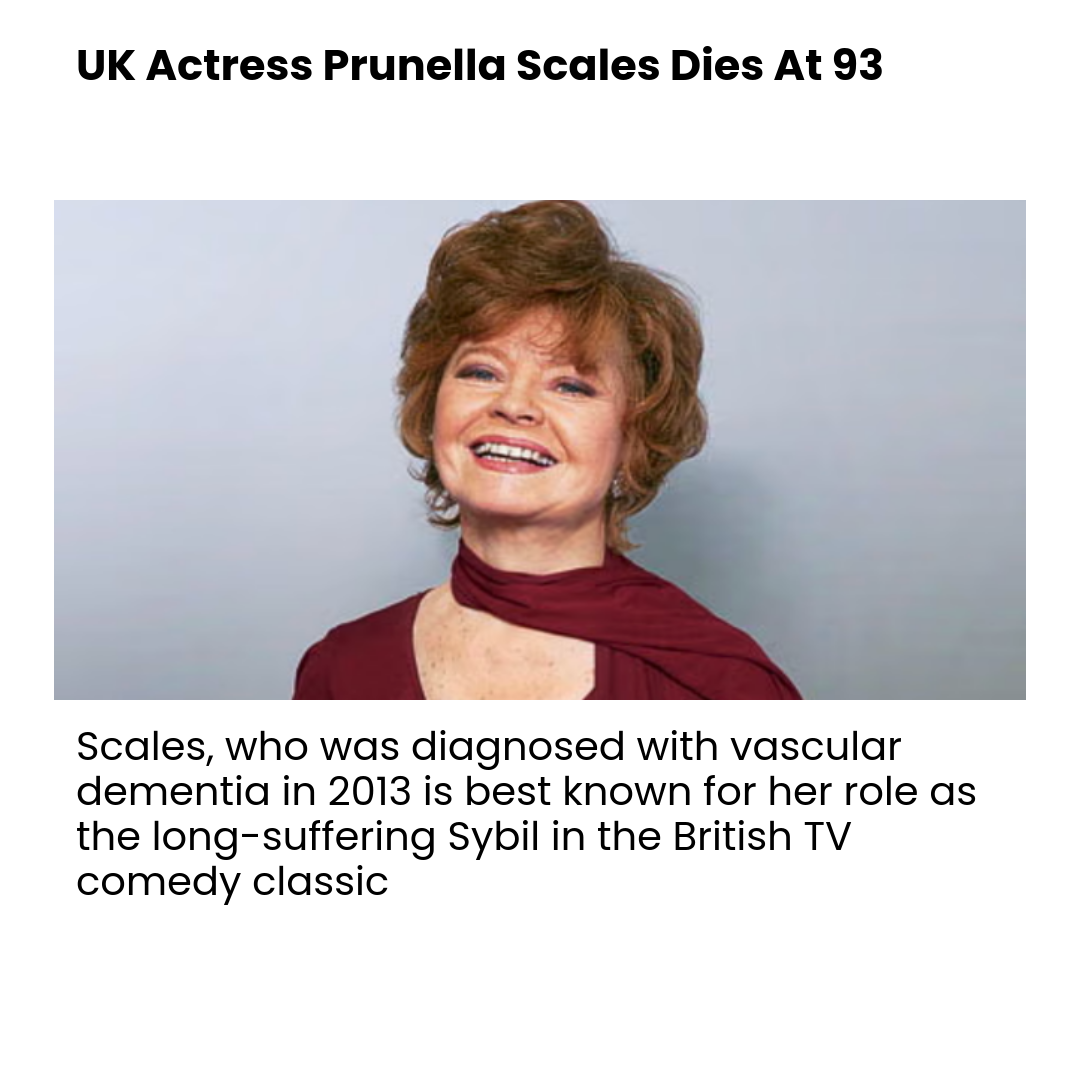 UK Actress Prunella Scales Dies At 93
Scales, who was diagnosed with vascular
dementia in 2013 is best known for her role as
the long-suffering Sybil in the British TV
comedy classic